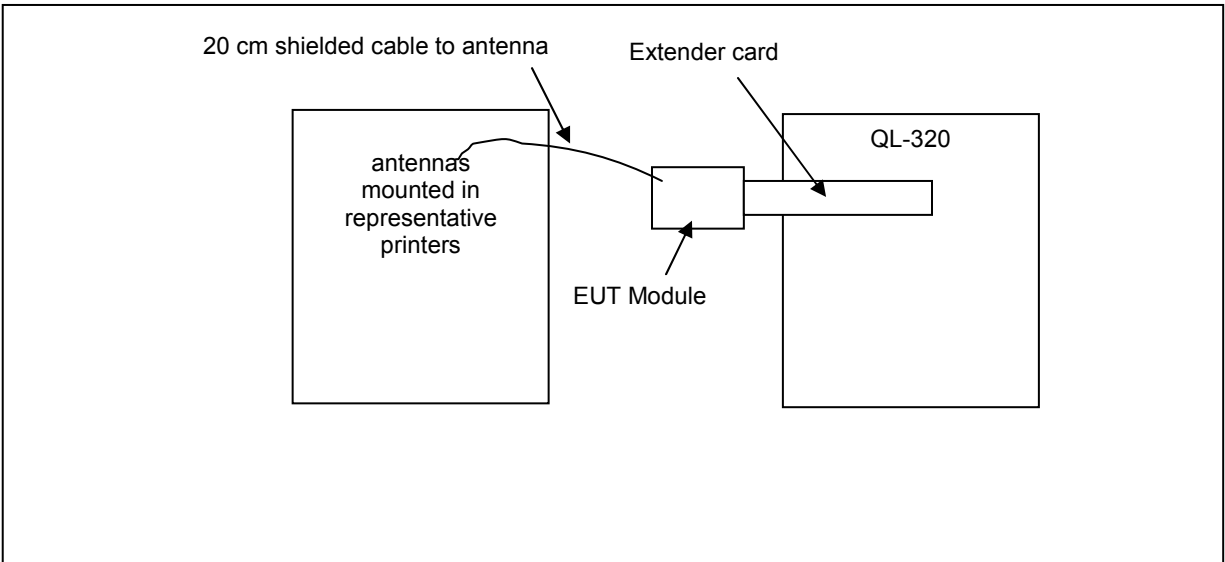 20 cm shielded cable to antenna
Extender card
QL-320
antennas
mounted in
representative
printers
EUT Module